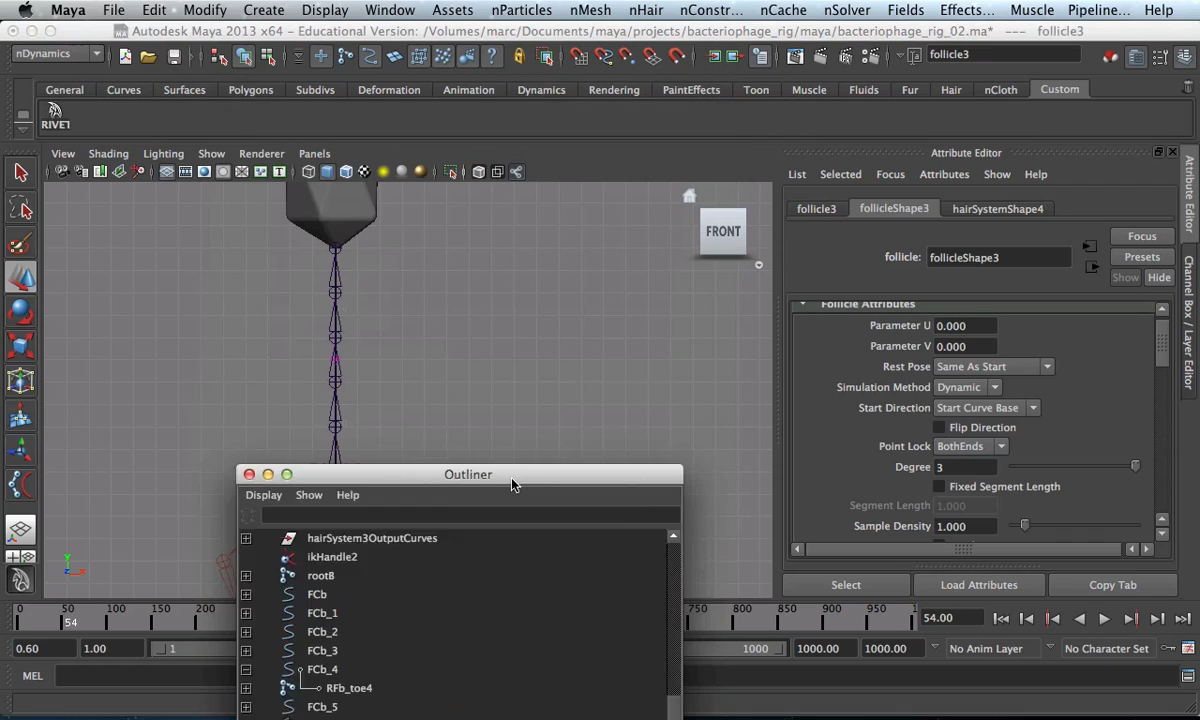 Maya File Edit Modify Create Display Window Assets nParticles nMesh nHair nConstr... nCache nSolver Fields Effects... Muscle Pipeline... Help
Autodesk Maya 2013 x64 - Educational Version: /Volumes/marc/Documents/maya/projects/bacteriophage_rig/maya/bacteriophage_rig_02.ma* --- follicle3
nDynamics follicle3
General Curves Surfaces Polygons Subdivs Deformation Animation Dynamics Rendering PaintEffects Toon Muscle Fluids Fur Hair nCloth Custom
RIVET
View Shading Lighting Show Renderer Panels
FRONT
Attribute Editor
List Selected Focus Attributes Show Help
follicle3 follicleShape3 hairSystemShape4
Focus
follicle: follicleShape3 Presets
Show Hide
Follicle Attributes
Parameter U 0.000
Parameter V 0.000
Rest Pose Same As Start
Simulation Method Dynamic
Start Direction Start Curve Base
Flip Direction
Point Lock BothEnds
Degree 3
Fixed Segment Length
Segment Length 1.000
Sample Density 1.000
Select Load Attributes Copy Tab
Attribute Editor
Channel Box / Layer Editor
Outliner
Display Show Help
hairSystem3OutputCurves
ikHandle2
rootB
FCb
FCb_1
FCb_2
FCb_3
FCb_4
RFb_toe4
FCb_5
y
x
0 50 100 150 200 700 750 800 850 900 950 1
54 54.00
0.60 1.00 1 1000 1000.00 1000.00 No Anim Layer No Character Set
MEL